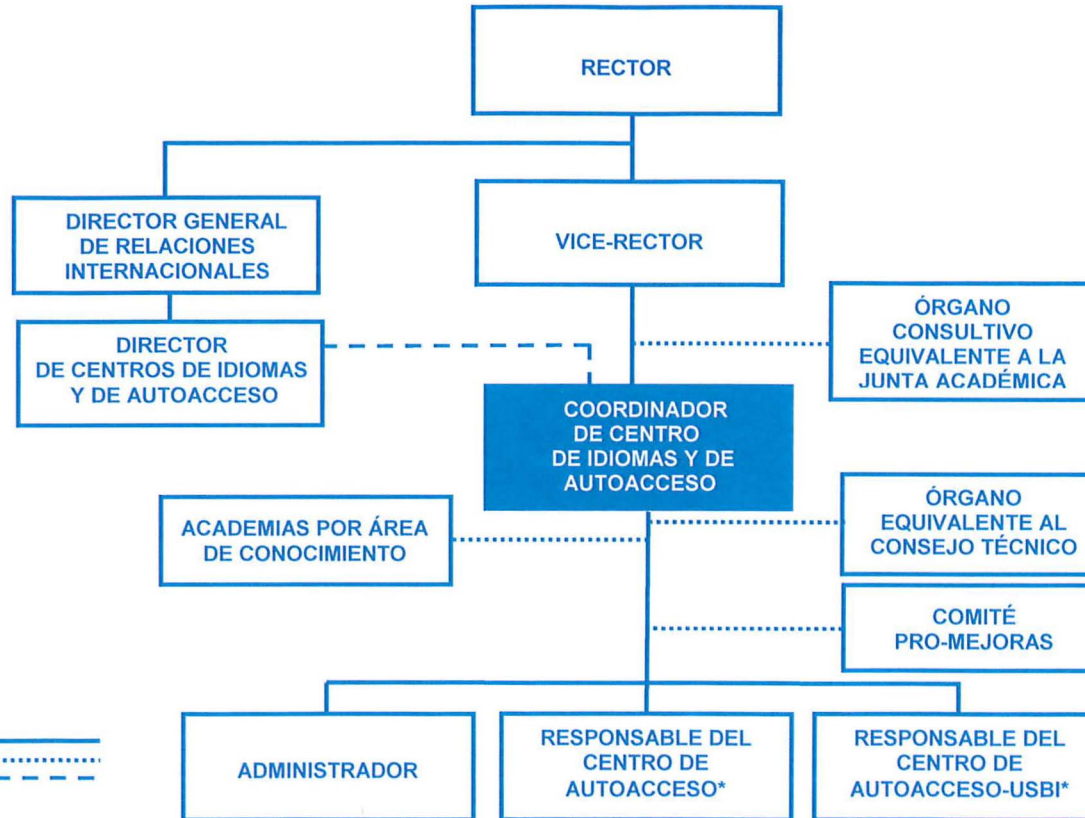 RECTOR
DIRECTOR GENERAL
DE RELACIONES
INTERNACIONALES
VICE-RECTOR
DIRECTOR
DE CENTROS DE IDIOMAS
Y DE AUTOACCESO
ÓRGANO
CONSULTIVO
EQUIVALENTE A LA
JUNTA ACADÉMICA
COORDINADOR
DE CENTRO
DE IDIOMAS Y DE
AUTOACCESO
ACADEMIAS POR ÁREA
DE CONOCIMIENTO
ÓRGANO
EQUIVALENTE AL
CONSEJO TÉCNICO
COMITÉ
PRO-MEJORAS
ADMINISTRADOR
RESPONSABLE DEL
CENTRO DE
AUTOACCESO*
RESPONSABLE DEL
CENTRO DE
AUTOACCESO-USBI*